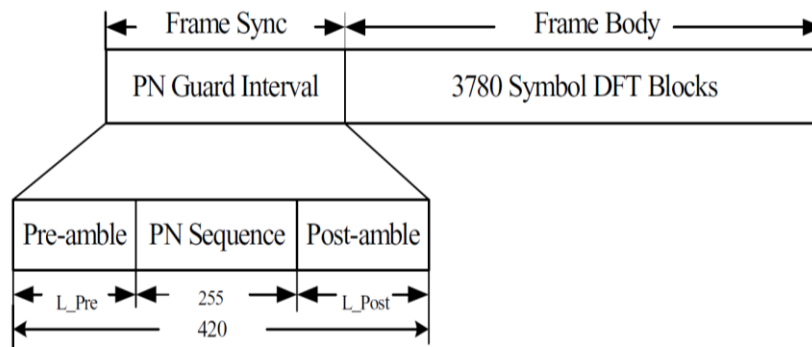 Frame Sync
Frame Body
PN Guard Interval
3780 Symbol DFT Blocks
Pre-amble
PN Sequence
Post-amble
L_Pre
255
L_Post
420